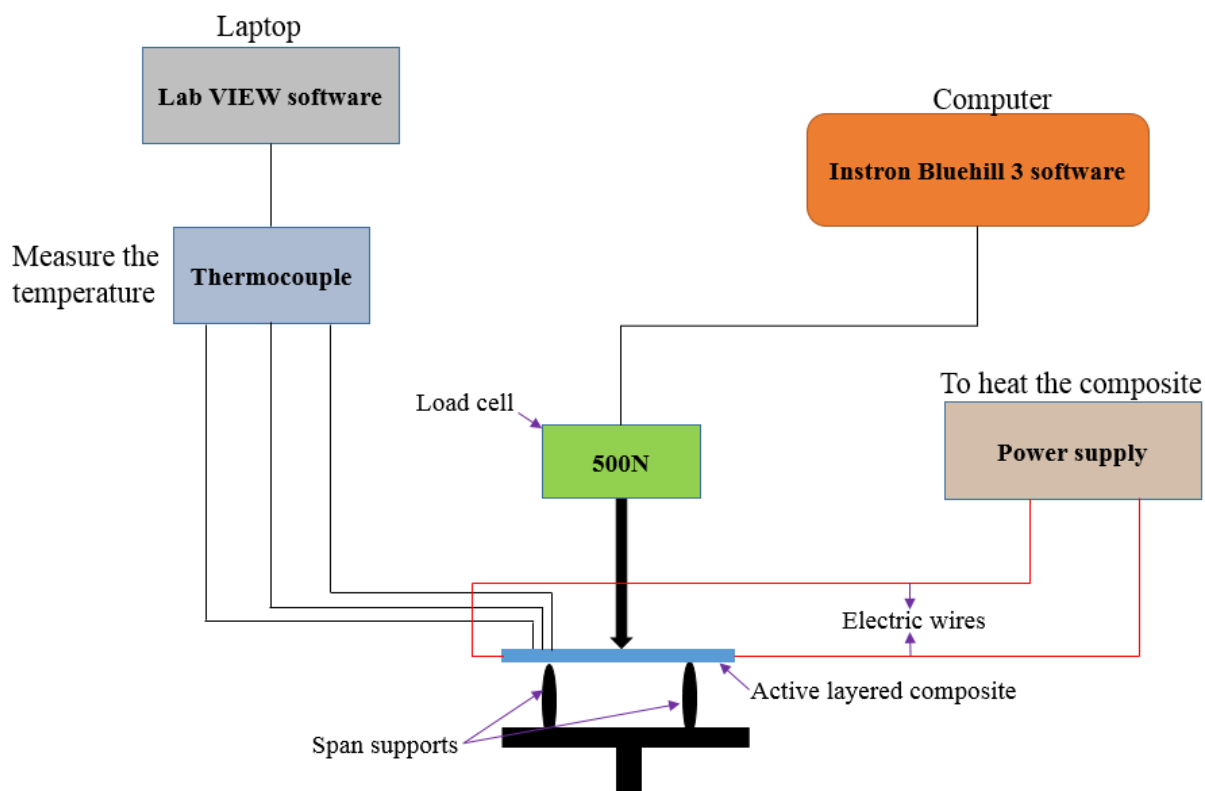 Laptop
Lab VIEW software
Computer
Instron Bluehill 3 software
Measure the
temperature
Thermocouple
To heat the composite
Load cell
500N
Power supply
Electric wires
Active layered composite
Span supports